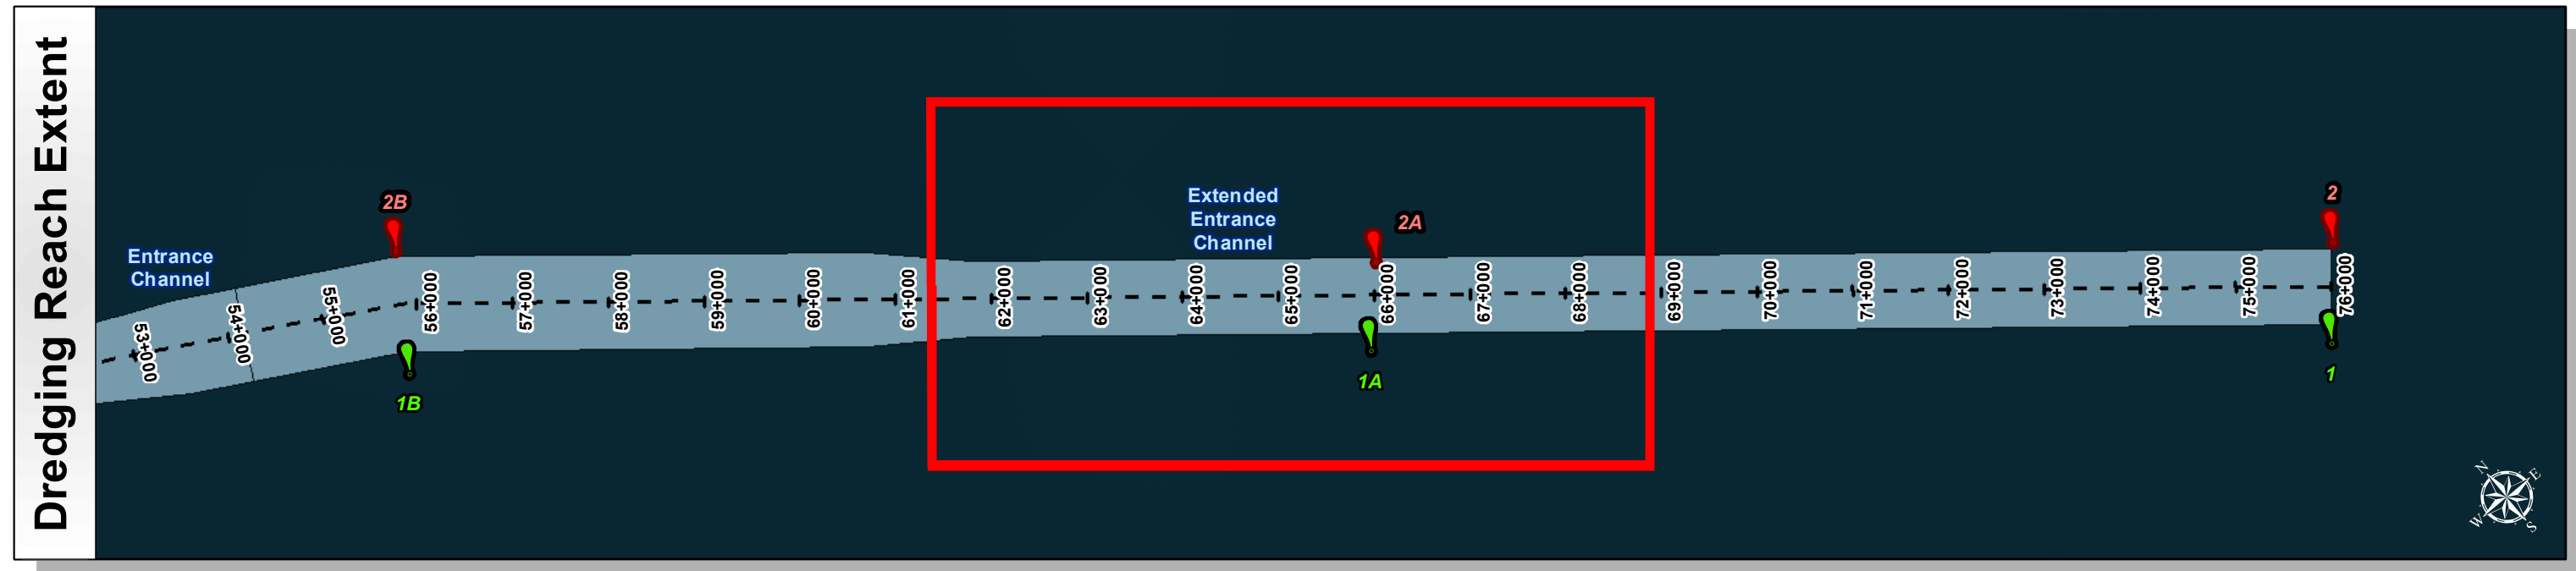 Dredging Reach Extent
Entrance
Channel
2B
1B
Extended
Entrance
Channel
2A
1A
2
1
53+000
54+000
55+000
56+000
57+000
58+000
59+000
60+000
61+000
62+000
63+000
64+000
65+000
66+000
67+000
68+000
69+000
70+000
71+000
72+000
73+000
74+000
75+000
76+000
N
E
W
S